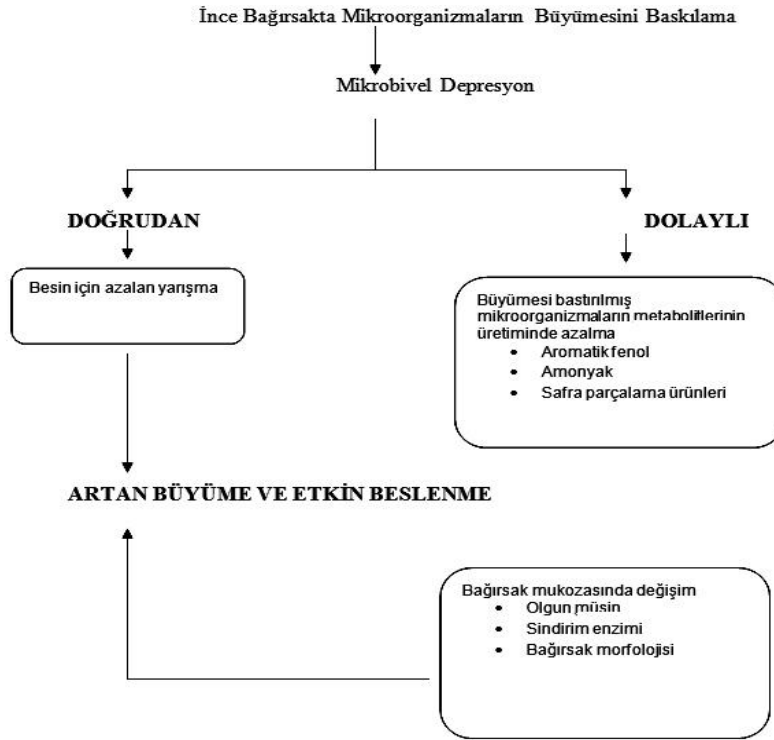 İnce Bağırsakta Mikroorganizmaların Büyümesini Baskılama
Mikrobivel Depresyon
DOĞRUDAN
DOLAYLI
Besin için azalan yarışma
Büyümesi bastırılmış
mikroorganizmaların metabolitlerinin
üretiminde azalma
• Aromatik fenol
• Amonyak
• Safra parçalama ürünleri
ARTAN BÜYÜME VE ETKİN BESLENME
Bağırsak mukozasında değişim
• Olgun müsin
• Sindirim enzimi
• Bağırsak morfolojisi